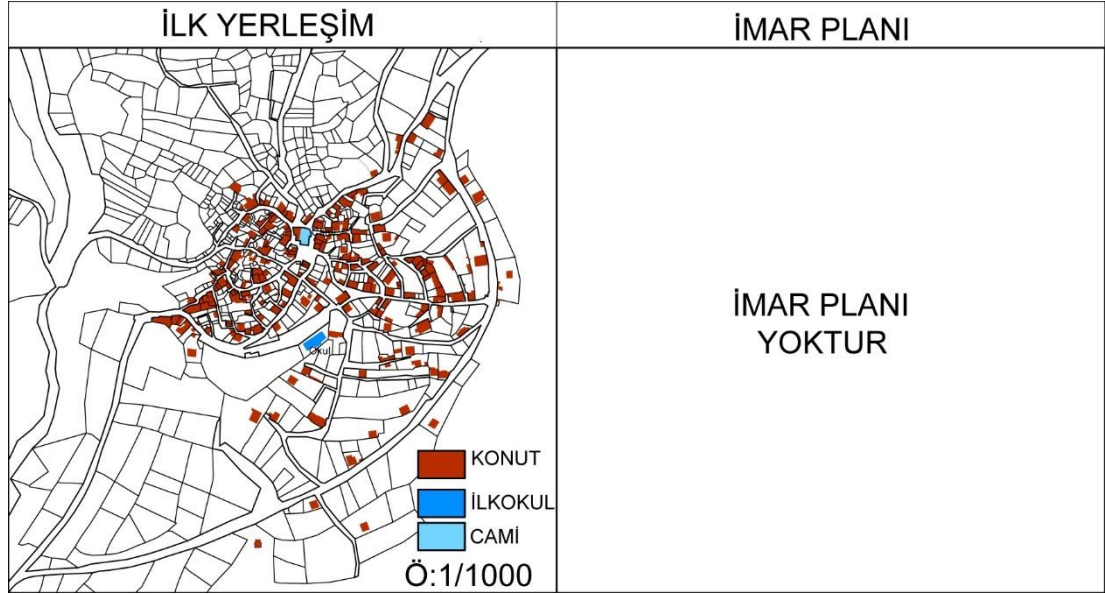 İLK YERLEŞİM
İMAR PLANI
Okul
KONUT
İLKOKUL
CAMİ
Ö:1/1000
İMAR PLANI
YOKTUR